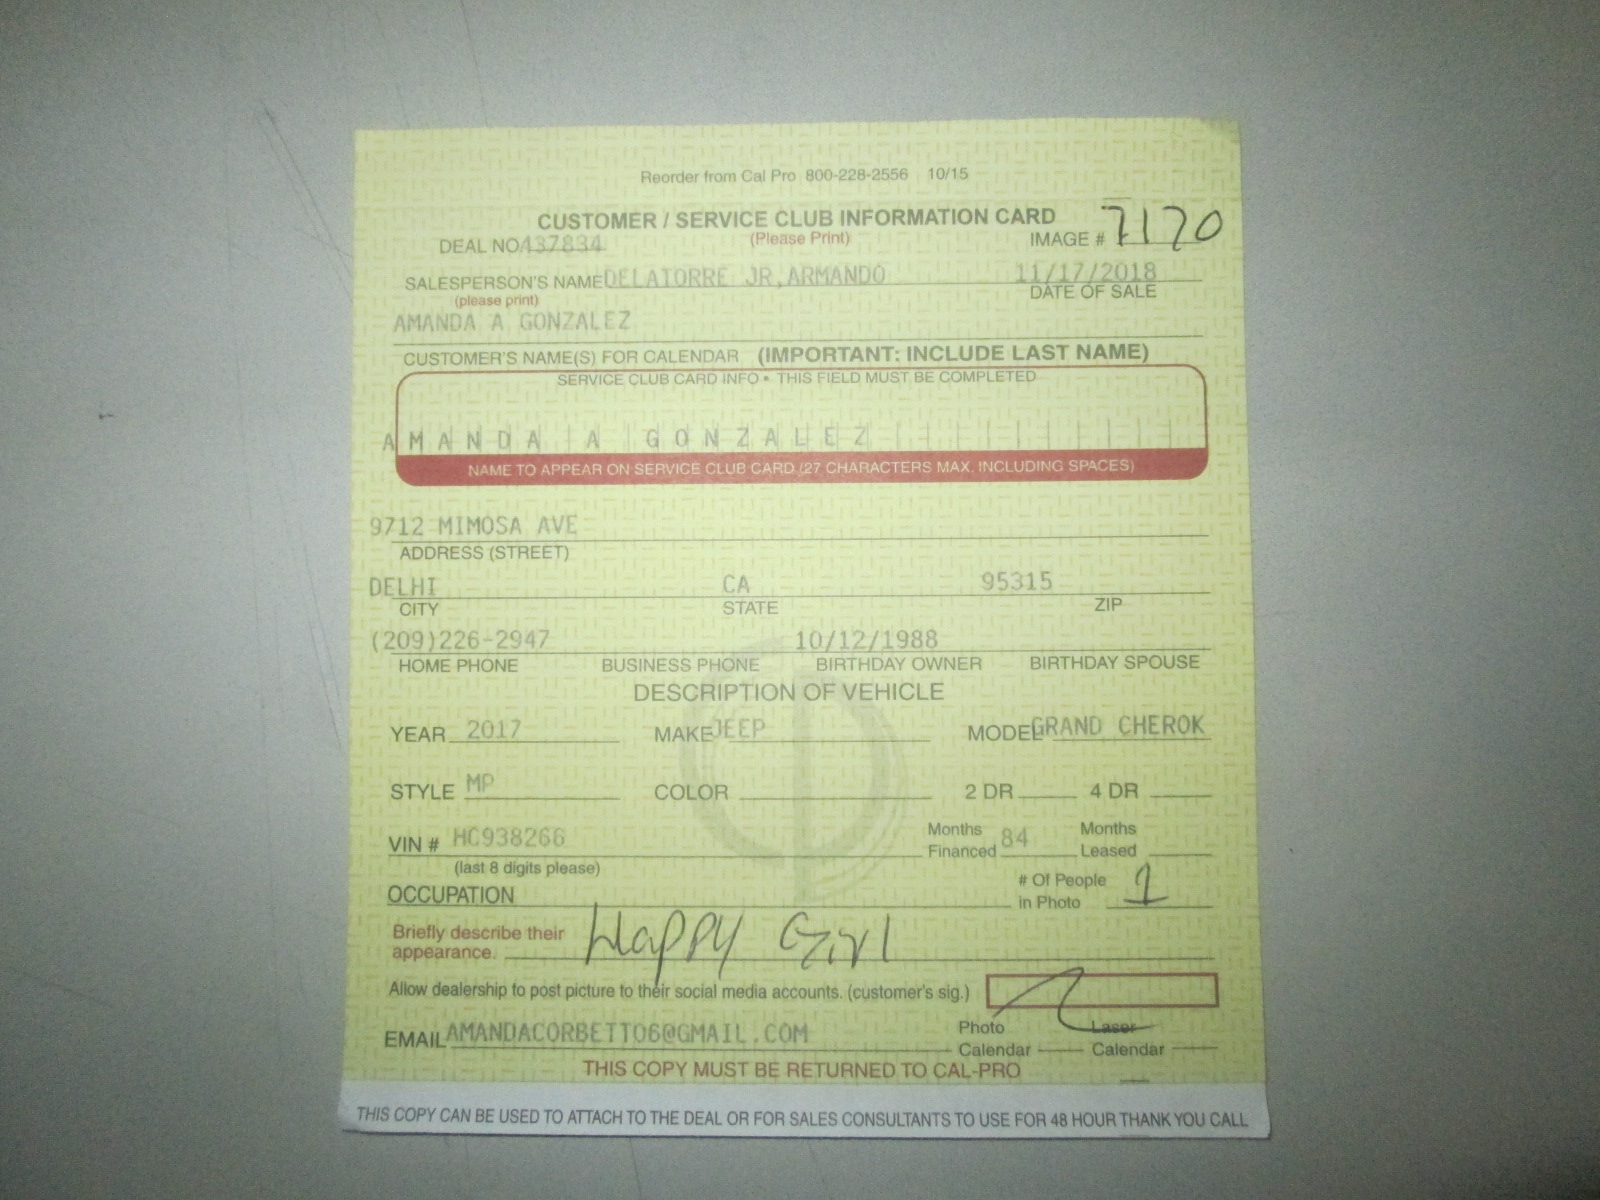 Reorder from Cal Pro 800-228-2556 10/15
CUSTOMER / SERVICE CLUB INFORMATION CARD
DEAL NO 437834 (Please Print) IMAGE # 7170
SALESPERSON'S NAME DELATORRE JR,ARMANDO 11/17/2018
(please print) DATE OF SALE
AMANDA A GONZALEZ
CUSTOMER'S NAME(S) FOR CALENDAR (IMPORTANT: INCLUDE LAST NAME)
SERVICE CLUB CARD INFO • THIS FIELD MUST BE COMPLETED
AMANDA A GONZALEZ
NAME TO APPEAR ON SERVICE CLUB CARD (27 CHARACTERS MAX, INCLUDING SPACES)
9712 MIMOSA AVE
ADDRESS (STREET)
DELHI CA 95315
CITY STATE ZIP
(209)226-2947 10/12/1988
HOME PHONE BUSINESS PHONE BIRTHDAY OWNER BIRTHDAY SPOUSE
DESCRIPTION OF VEHICLE
YEAR 2017 MAKE JEEP MODEL GRAND CHEROK
STYLE MP COLOR 2 DR 4 DR
VIN # HC938266 Months Financed 84 Months Leased
(last 8 digits please)
OCCUPATION # Of People in Photo 1
Briefly describe their appearance. Happy Girl
Allow dealership to post picture to their social media accounts. (customer's sig.)
EMAIL AMANDACORBETT06@GMAIL.COM Photo Calendar Laser Calendar
THIS COPY MUST BE RETURNED TO CAL-PRO
THIS COPY CAN BE USED TO ATTACH TO THE DEAL OR FOR SALES CONSULTANTS TO USE FOR 48 HOUR THANK YOU CALL